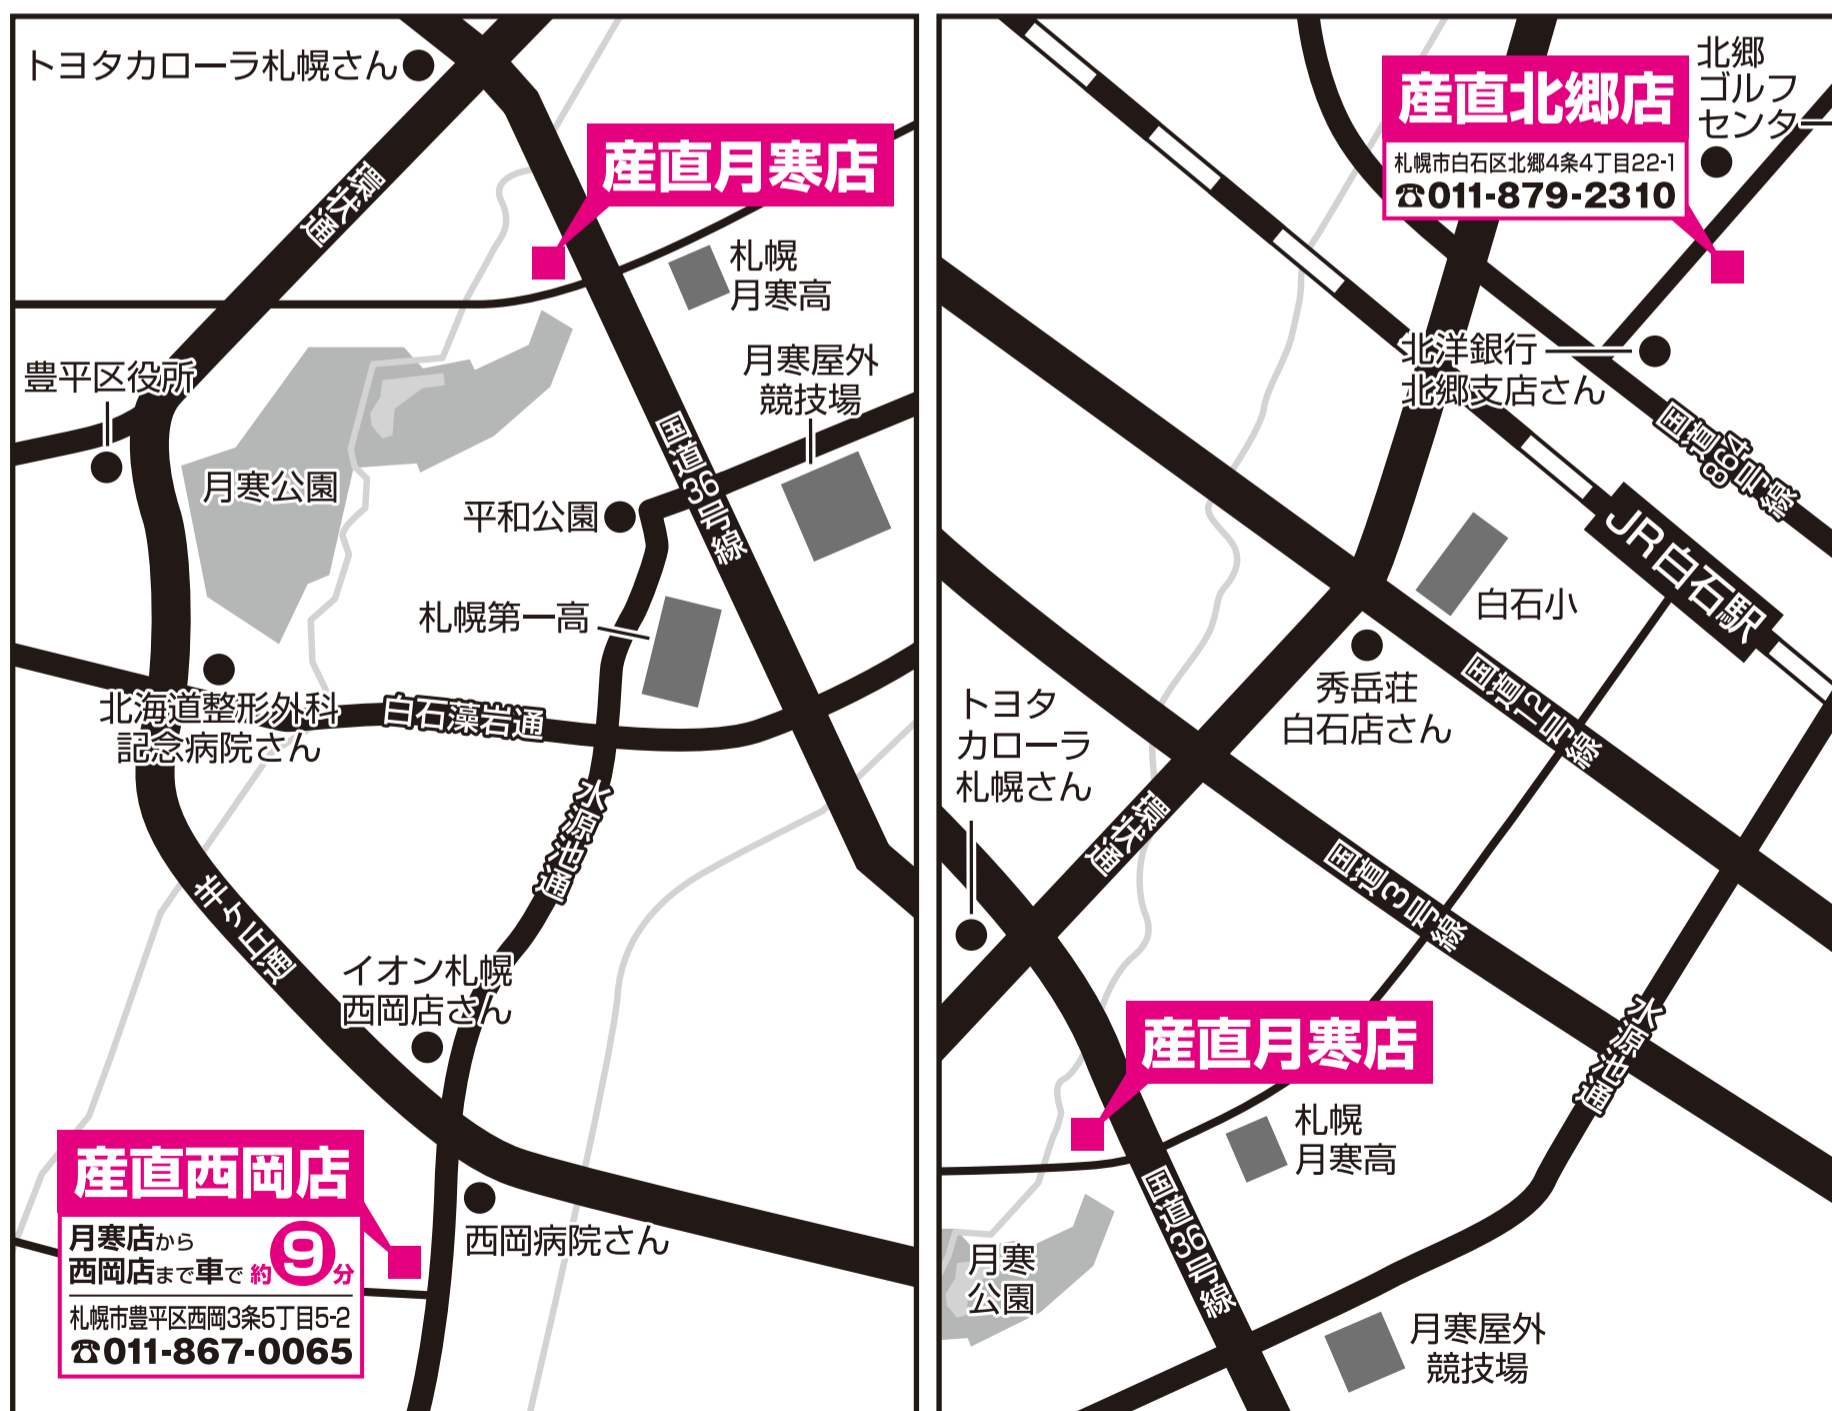 トヨタカローラ札幌さん
環状通
産直月寒店
札幌
月寒高
豊平区役所
月寒屋外
競技場
国道36号線
月寒公園
平和公園
札幌第一高
北海道整形外科
記念病院さん
白石藻岩通
水源池通
羊ヶ丘通
イオン札幌
西岡店さん
産直西岡店
月寒店から
西岡店まで車で約9分
札幌市豊平区西岡3条5丁目5-2
☎011-867-0065
西岡病院さん
産直北郷店
札幌市白石区北郷4条4丁目22-1
☎011-879-2310
北郷
ゴルフ
センター
北洋銀行
北郷支店さん
国道864号線
JR白石駅
白石小
秀岳荘
白石店さん
国道12号線
トヨタ
カローラ
札幌さん
環状通
国道3号線
水源池通
産直月寒店
札幌
月寒高
国道36号線
月寒
公園
月寒屋外
競技場